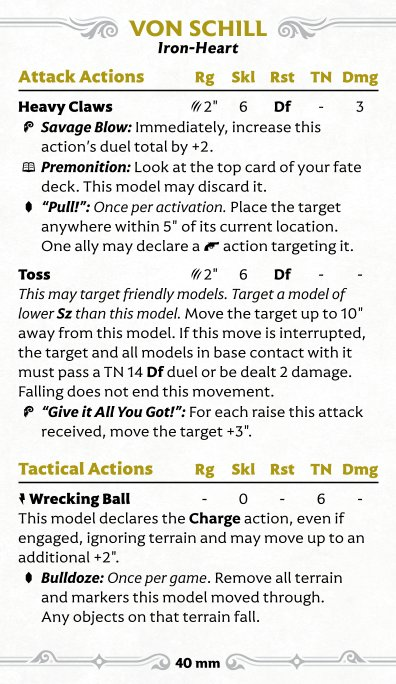 VON SCHILL
Iron-Heart
Attack Actions Rg Skl Rst TN Dmg
Heavy Claws 2" 6 Df - 3
Savage Blow: Immediately, increase this
action's duel total by +2.
Premonition: Look at the top card of your fate
deck. This model may discard it.
"Pull!": Once per activation. Place the target
anywhere within 5" of its current location.
One ally may declare a action targeting it.
Toss 2" 6 Df - -
This may target friendly models. Target a model of
lower Sz than this model. Move the target up to 10"
away from this model. If this move is interrupted,
the target and all models in base contact with it
must pass a TN 14 Df duel or be dealt 2 damage.
Falling does not end this movement.
"Give it All You Got!": For each raise this attack
received, move the target +3".
Tactical Actions Rg Skl Rst TN Dmg
Wrecking Ball - 0 - 6 -
This model declares the Charge action, even if
engaged, ignoring terrain and may move up to an
additional +2".
Bulldoze: Once per game. Remove all terrain
and markers this model moved through.
Any objects on that terrain fall.
40 mm